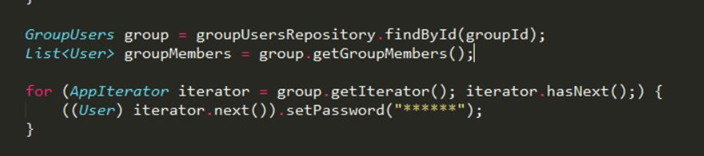 }
GroupUsers group = groupUsersRepository.findById(groupId);
List<User> groupMembers = group.getGroupMembers();
for (AppIterator iterator = group.getIterator(); iterator.hasNext();) {
((User) iterator.next()).setPassword("******");
}